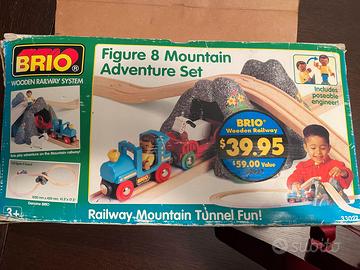 BRIO
WOODEN RAILWAY SYSTEM
Figure 8 Mountain
Adventure Set
Includes
poseable
engineer!
BRIO®
Wooden Railway
$39.95
$59.00 Value
3+
Railway Mountain Tunnel Fun!
33022
subito